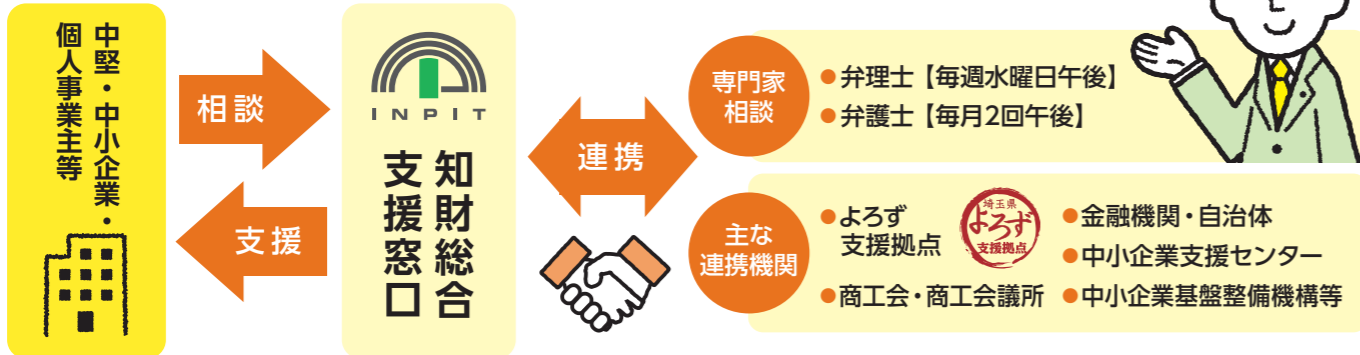 中堅・中小企業・
個人事業主等
相談
支援
INPIT
知財総合
支援窓口
連携
専門家
相談
●弁理士【毎週水曜日午後】
●弁護士【毎月2回午後】
主な
連携機関
●よろず
支援拠点
埼玉県
よろず
支援拠点
●商工会・商工会議所
●金融機関・自治体
●中小企業支援センター
●中小企業基盤整備機構等